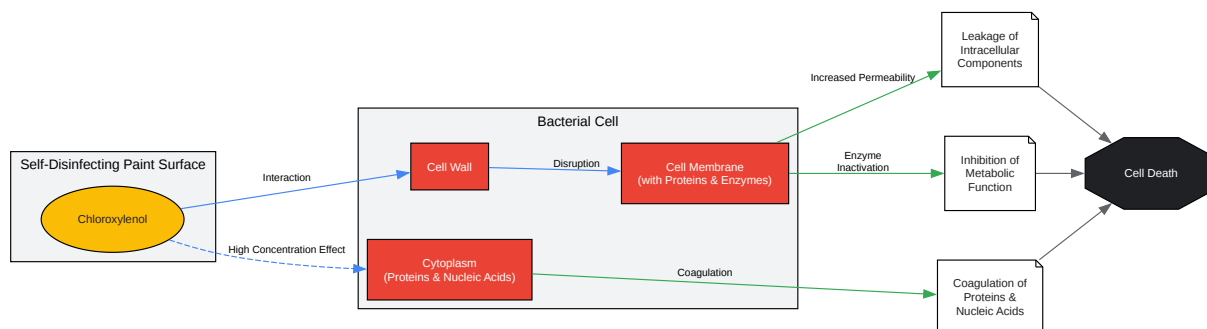 Self-Disinfecting Paint Surface
Chloroxylenol
Interaction
High Concentration Effect
Bacterial Cell
Cell Wall
Disruption
Cell Membrane
(with Proteins & Enzymes)
Cytoplasm
(Proteins & Nucleic Acids)
Increased Permeability
Enzyme
Inactivation
Coagulation
Leakage of
Intracellular
Components
Inhibition of
Metabolic
Function
Coagulation of
Proteins &
Nucleic Acids
Cell Death